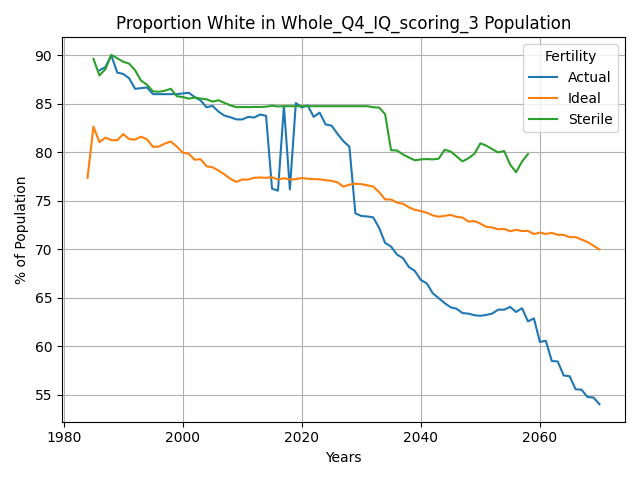 Proportion White in Whole_Q4_IQ_scoring_3 Population
Fertility
Actual
Ideal
Sterile
% of Population
90
85
80
75
70
65
60
55
1980
2000
2020
2040
2060
Years